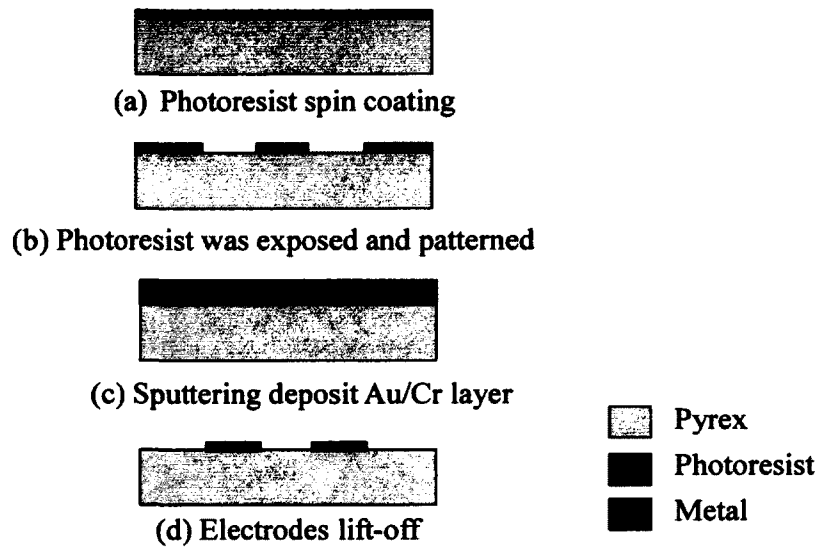 (a) Photoresist spin coating
(b) Photoresist was exposed and patterned
(c) Sputtering deposit Au/Cr layer
(d) Electrodes lift-off
Pyrex
Photoresist
Metal